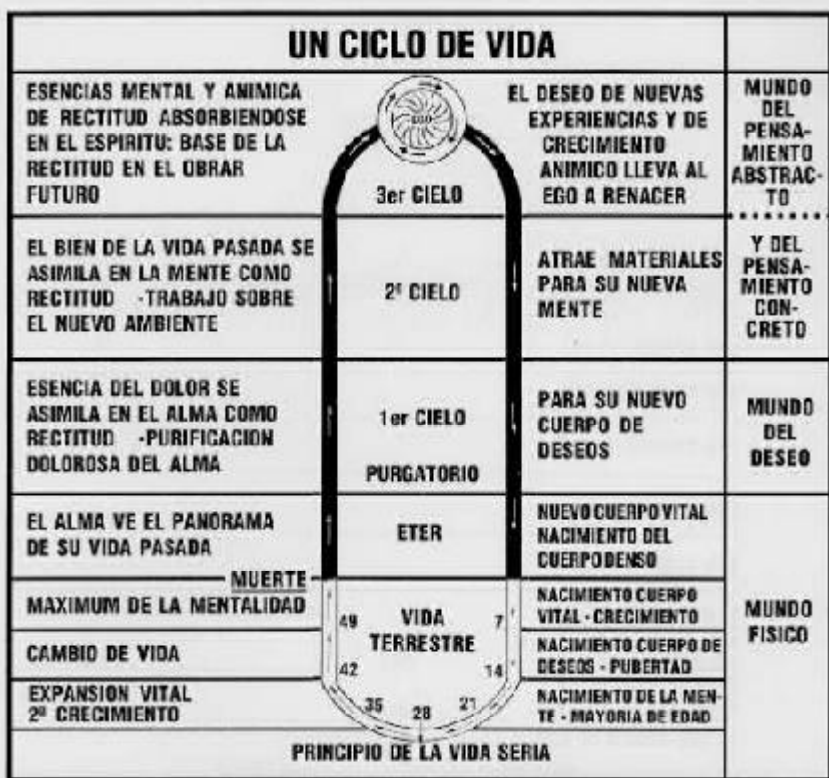 UN CICLO DE VIDA
ESENCIAS MENTAL Y ANIMICA
DE RECTITUD ABSORBIENDOSE
EN EL ESPIRITU: BASE DE LA
RECTITUD EN EL OBRAR
FUTURO
EGO
3er CIELO
EL DESEO DE NUEVAS
EXPERIENCIAS Y DE
CRECIMIENTO
ANIMICO LLEVA AL
EGO A RENACER
MUNDO
DEL
PENSA-
MIENTO
ABSTRAC-
TO
EL BIEN DE LA VIDA PASADA SE
ASIMILA EN LA MENTE COMO
RECTITUD -TRABAJO SOBRE
EL NUEVO AMBIENTE
2º CIELO
ATRAE MATERIALES
PARA SU NUEVA
MENTE
Y DEL
PENSA-
MIENTO
CON-
CRETO
ESENCIA DEL DOLOR SE
ASIMILA EN EL ALMA COMO
RECTITUD -PURIFICACION
DOLOROSA DEL ALMA
1er CIELO
PURGATORIO
PARA SU NUEVO
CUERPO DE
DESEOS
MUNDO
DEL
DESEO
EL ALMA VE EL PANORAMA
DE SU VIDA PASADA
ETER
NUEVO CUERPO VITAL
NACIMIENTO DEL
CUERPO DENSO
MUERTE
MAXIMUM DE LA MENTALIDAD
49
VIDA
TERRESTRE
7
NACIMIENTO CUERPO
VITAL - CRECIMIENTO
MUNDO
FISICO
CAMBIO DE VIDA
42
14
NACIMIENTO CUERPO DE
DESEOS - PUBERTAD
EXPANSION VITAL
2º CRECIMIENTO
35
28
21
NACIMIENTO DE LA MEN-
TE - MAYORIA DE EDAD
PRINCIPIO DE LA VIDA SERIA